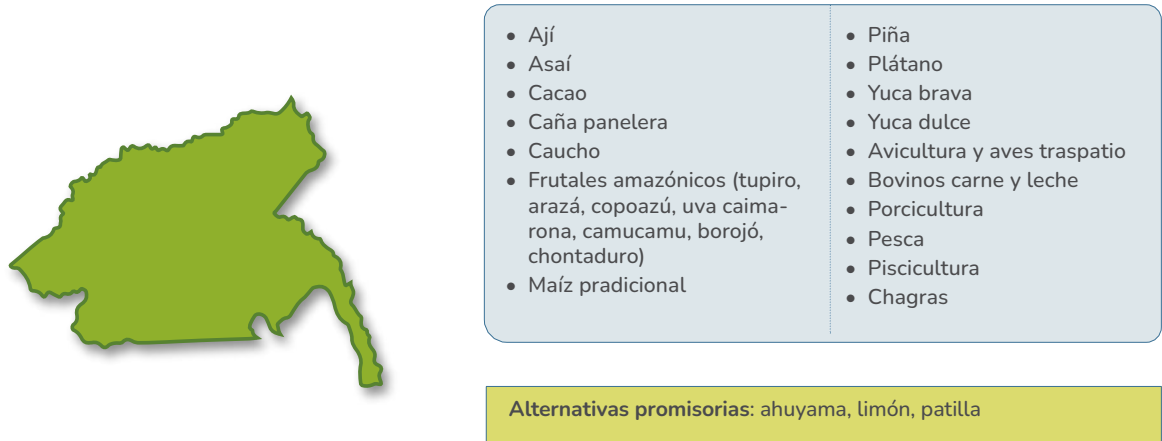 • Ají
• Asaí
• Cacao
• Caña panelera
• Caucho
• Frutales amazónicos (tupiro,
arazá, copoazú, uva caima-
rona, camucamu, borojó,
chontaduro)
• Maíz pradicional
• Piña
• Plátano
• Yuca brava
• Yuca dulce
• Avicultura y aves traspatio
• Bovinos carne y leche
• Porcicultura
• Pesca
• Piscicultura
• Chagras
Alternativas promisorias: ahuyama, limón, patilla